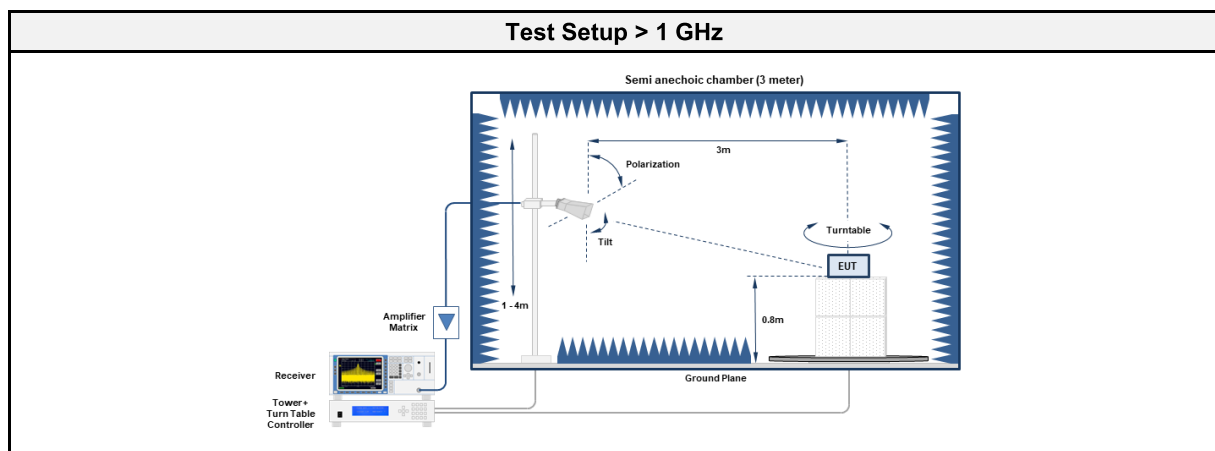 Test Setup > 1 GHz
Semi anechoic chamber (3 meter)
3m
Polarization
Tilt
Turntable
EUT
1 - 4m
0.8m
Amplifier
Matrix
Receiver
Ground Plane
Tower+
Turn Table
Controller